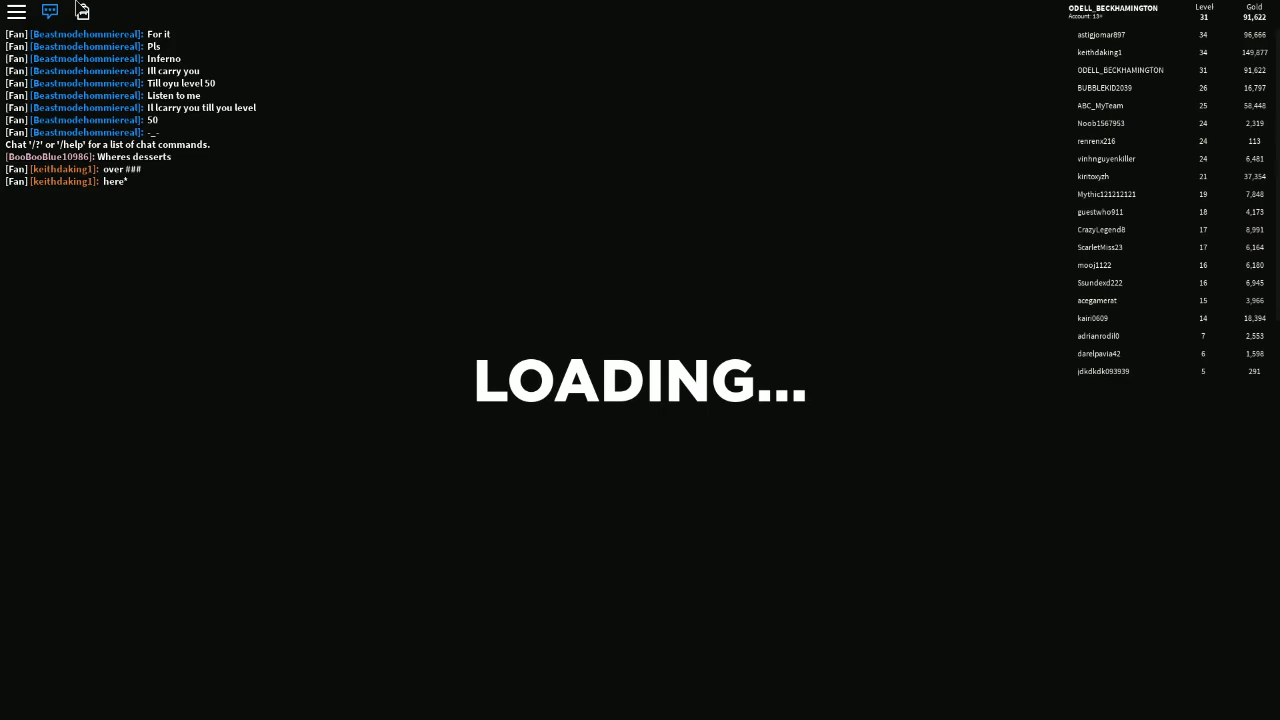 [Fan] [Beastmodehommiereal]: For it
[Fan] [Beastmodehommiereal]: Pls
[Fan] [Beastmodehommiereal]: Inferno
[Fan] [Beastmodehommiereal]: Ill carry you
[Fan] [Beastmodehommiereal]: Till oyu level 50
[Fan] [Beastmodehommiereal]: Listen to me
[Fan] [Beastmodehommiereal]: Il lcarry you till you level
[Fan] [Beastmodehommiereal]: 50
[Fan] [Beastmodehommiereal]: -_-
Chat '/?' or '/help' for a list of chat commands.
[BooBooBlue10986]: Wheres desserts
[Fan] [keithdaking1]: over ###
[Fan] [keithdaking1]: here*
LOADING...
ODELL_BECKHAMINGTON Level Gold
Account: 13+ 31 91,622
astigjomar897 34 96,666
keithdaking1 34 149,877
ODELL_BECKHAMINGTON 31 91,622
BUBBLEKID2039 26 16,797
ABC_MyTeam 25 58,448
Noob1567953 24 2,319
renrenx216 24 113
vinhnguyenkiller 24 6,481
kiritoxyzh 21 37,354
Mythic121212121 19 7,848
guestwho911 18 4,173
CrazyLegend8 17 8,991
ScarletMiss23 17 6,164
mooj1122 16 6,180
Ssundexd222 16 6,945
acegamerat 15 3,966
kairi0609 14 18,394
adrianrodil0 7 2,553
darelpavia42 6 1,598
jdkdkdk093939 5 291